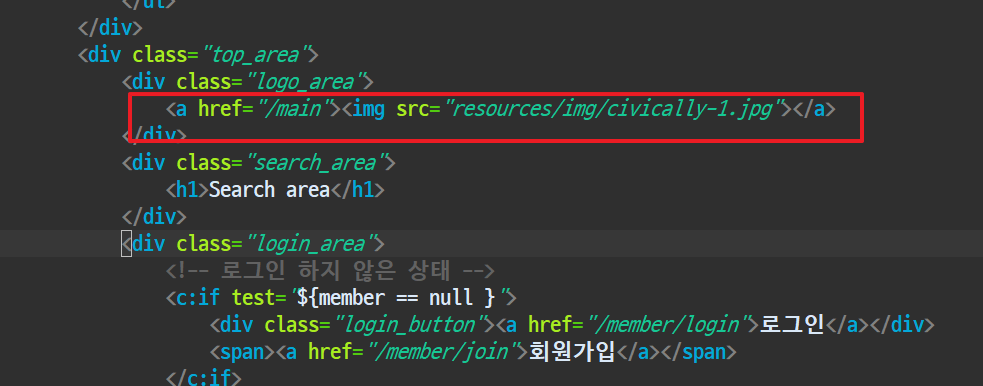 </ul>
</div>
<div class="top_area">
<div class="logo_area">
<a href="/main"><img src="resources/img/civically-1.jpg"></a>
</div>
<div class="search_area">
<h1>Search area</h1>
</div>
<div class="login_area">
<!-- 로그인 하지 않은 상태 -->
<c:if test="${member == null }">
<div class="login_button"><a href="/member/login">로그인</a></div>
<span><a href="/member/join">회원가입</a></span>
</c:if>